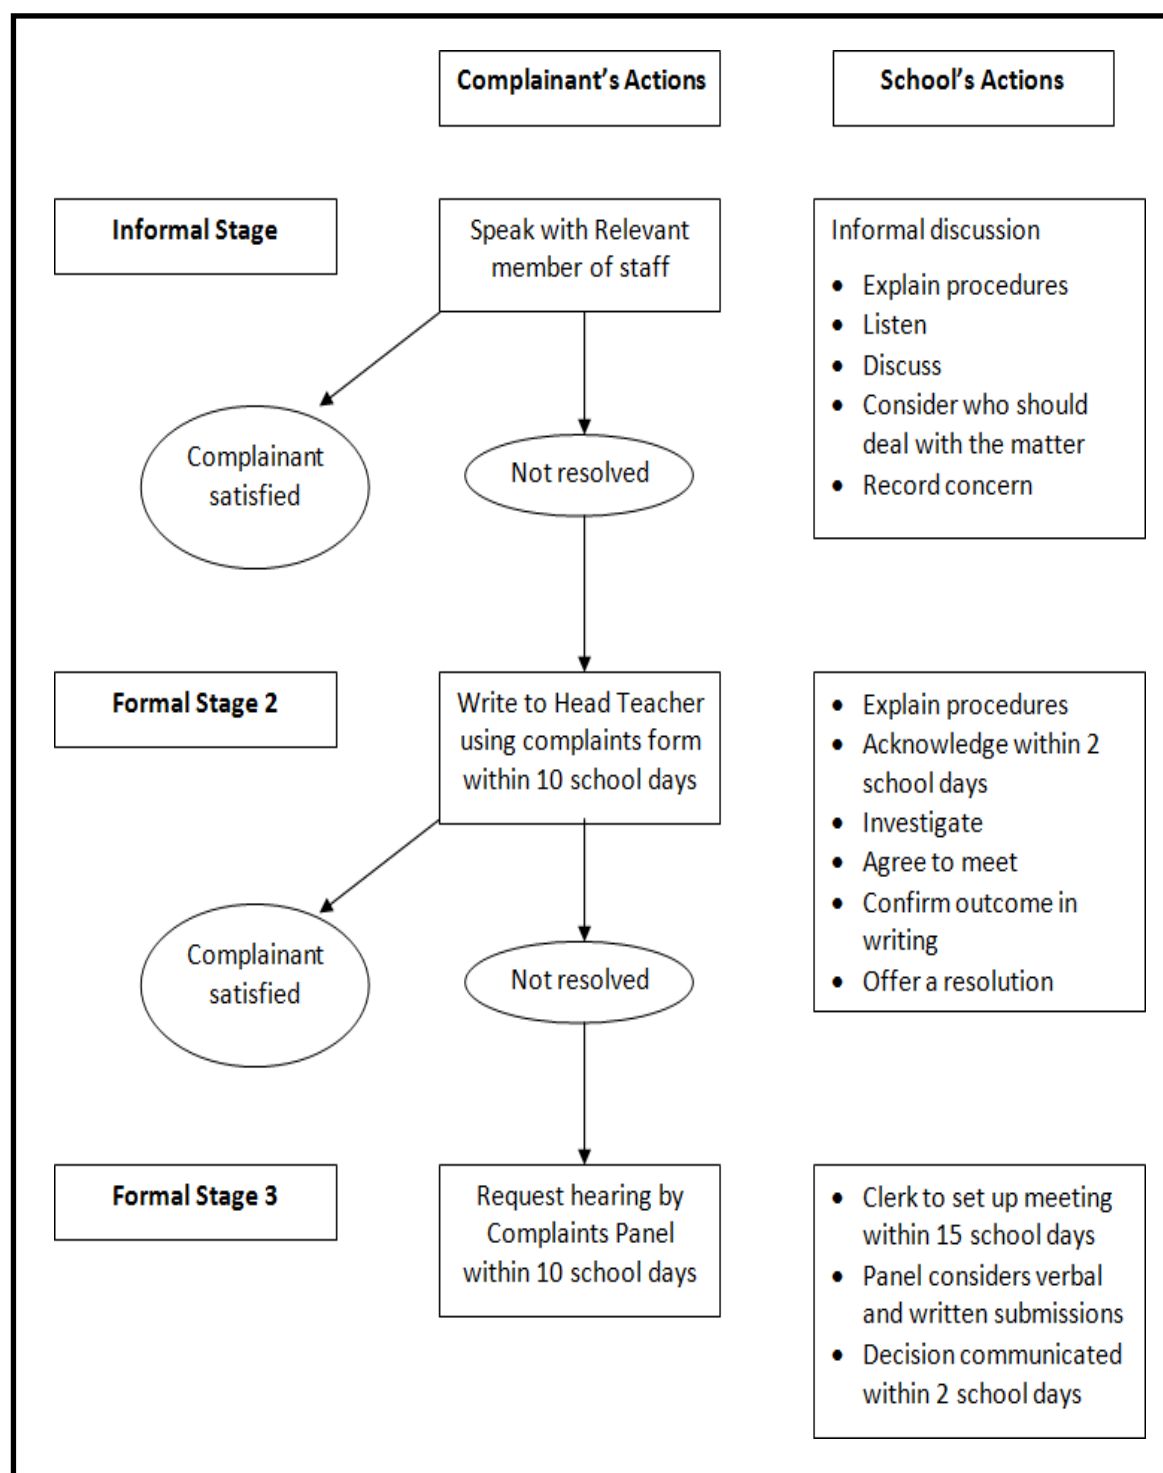 Complainant’s Actions
School’s Actions
Informal Stage
Speak with Relevant
member of staff
Informal discussion
• Explain procedures
• Listen
• Discuss
• Consider who should
deal with the matter
• Record concern
Complainant
satisfied
Not resolved
Formal Stage 2
Write to Head Teacher
using complaints form
within 10 school days
• Explain procedures
• Acknowledge within 2
school days
• Investigate
• Agree to meet
• Confirm outcome in
writing
• Offer a resolution
Complainant
satisfied
Not resolved
Formal Stage 3
Request hearing by
Complaints Panel
within 10 school days
• Clerk to set up meeting
within 15 school days
• Panel considers verbal
and written submissions
• Decision communicated
within 2 school days